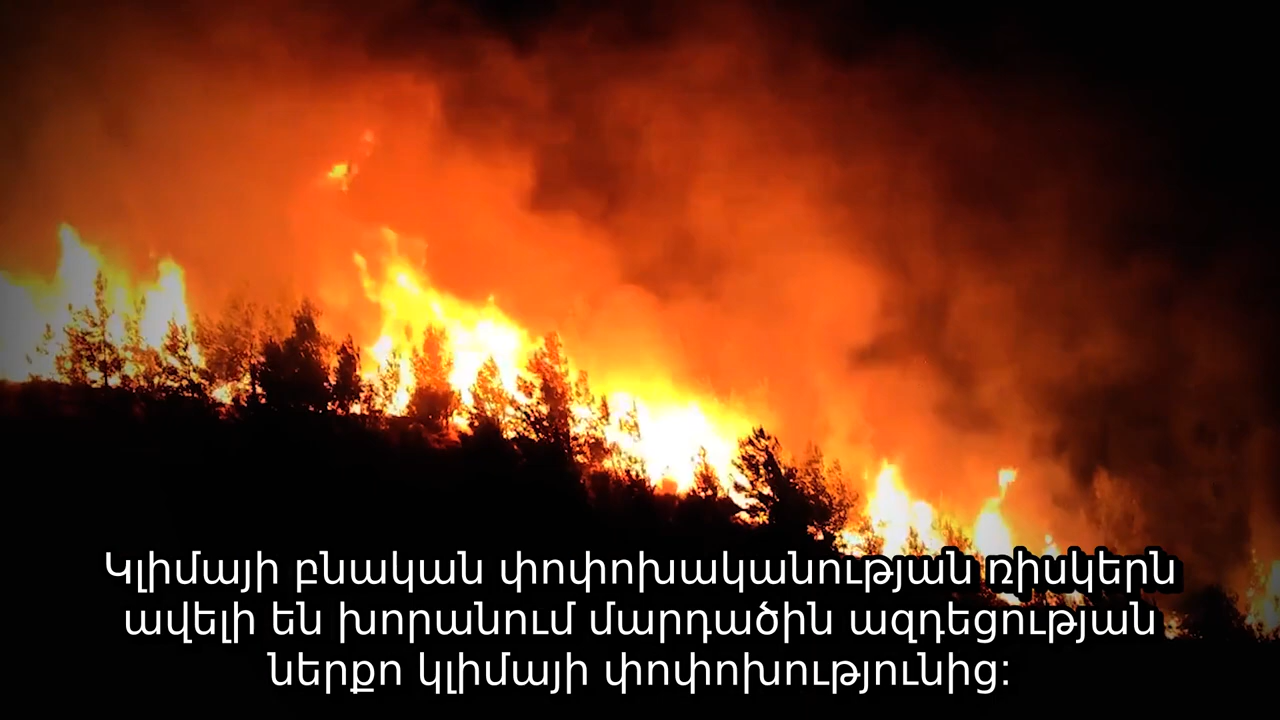 Կլիմայի բնական փոփոխականության ռիսկերն
ավելի են խորանում մարդածին ազդեցության
ներքո կլիմայի փոփոխությունից: